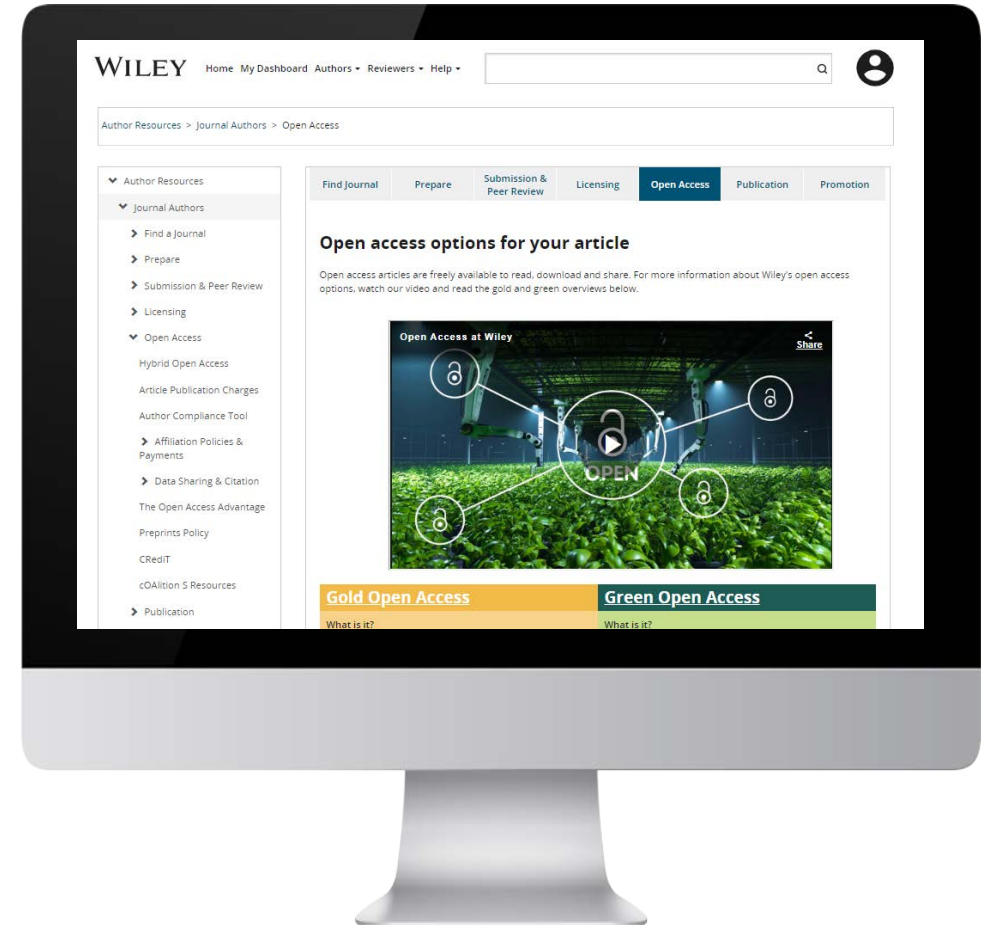 WILEY Home My Dashboard Authors Reviewers Help
Author Resources > Journal Authors > Open Access
Author Resources
Journal Authors
Find a Journal
Prepare
Submission & Peer Review
Licensing
Open Access
Hybrid Open Access
Article Publication Charges
Author Compliance Tool
Affiliation Policies &
Payments
Data Sharing & Citation
The Open Access Advantage
Preprints Policy
CRediT
cOAlition S Resources
Publication
Find Journal Prepare Submission & Peer Review Licensing Open Access Publication Promotion
Open access options for your article
Open access articles are freely available to read, download and share. For more information about Wiley's open access
options, watch our video and read the gold and green overviews below.
Open Access at Wiley
Share
OPEN
Gold Open Access Green Open Access
What is it? What is it?